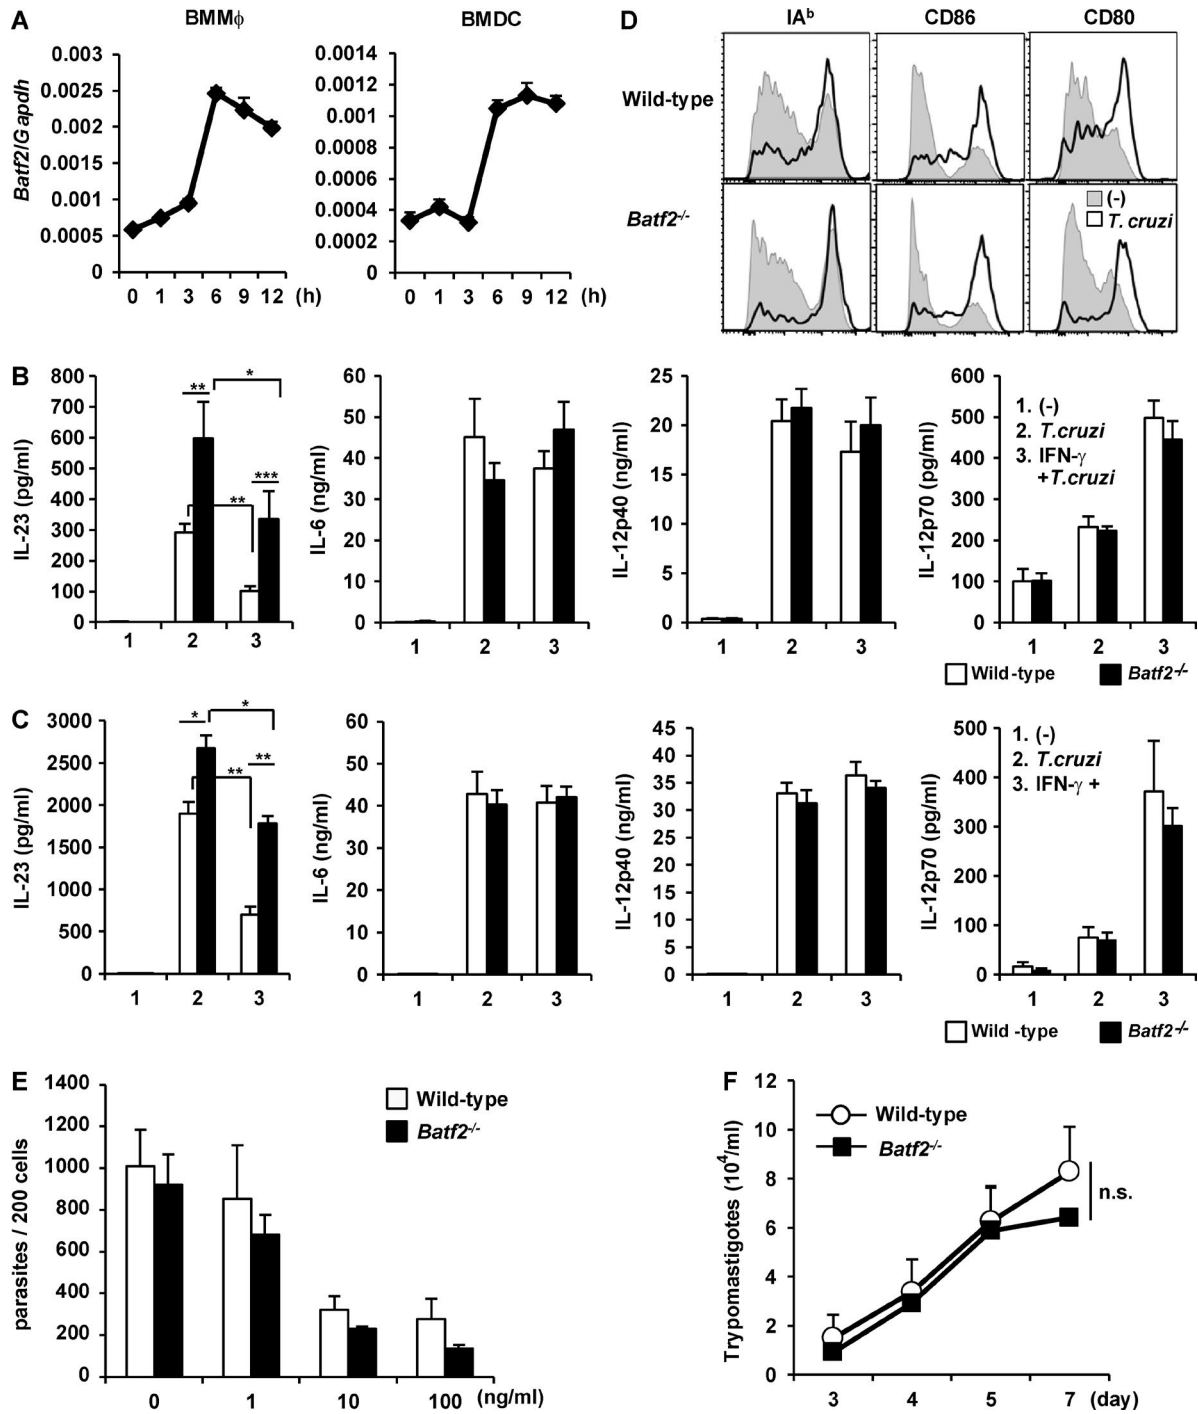 A
BMMϕ
BMDC
Batf2/Gapdh
0.003
0.0025
0.002
0.0015
0.001
0.0005
0
0 1 3 6 9 12 (h)
0.0014
0.0012
0.001
0.0008
0.0006
0.0004
0.0002
0
0 1 3 6 9 12 (h)
D
IAᵇ CD86 CD80
Wild-type
Batf2⁻/⁻
(-)
T. cruzi
B
IL-23 (pg/ml)
800
700
600
500
400
300
200
100
0
** *
** ***
1 2 3
IL-6 (ng/ml)
60
50
40
30
20
10
0
1 2 3
IL-12p40 (ng/ml)
25
20
15
10
5
0
1 2 3
IL-12p70 (pg/ml)
600
500
400
300
200
100
0
1. (-)
2. T.cruzi
3. IFN-γ
+T.cruzi
1 2 3
Wild-type Batf2⁻/⁻
C
IL-23 (pg/ml)
3000
2500
2000
1500
1000
500
0
* *
** **
1 2 3
IL-6 (ng/ml)
60
50
40
30
20
10
0
1 2 3
IL-12p40 (ng/ml)
45
40
35
30
25
20
15
10
5
0
1 2 3
IL-12p70 (pg/ml)
500
400
300
200
100
0
1. (-)
2. T.cruzi
3. IFN-γ +
1 2 3
Wild -type Batf2⁻/⁻
E
parasites / 200 cells
1400
1200
1000
800
600
400
200
0
Wild-type
Batf2⁻/⁻
0 1 10 100 (ng/ml)
F
Trypomastigotes (10⁴/ml)
12
10
8
6
4
2
0
Wild-type
Batf2⁻/⁻
n.s.
3 4 5 7 (day)